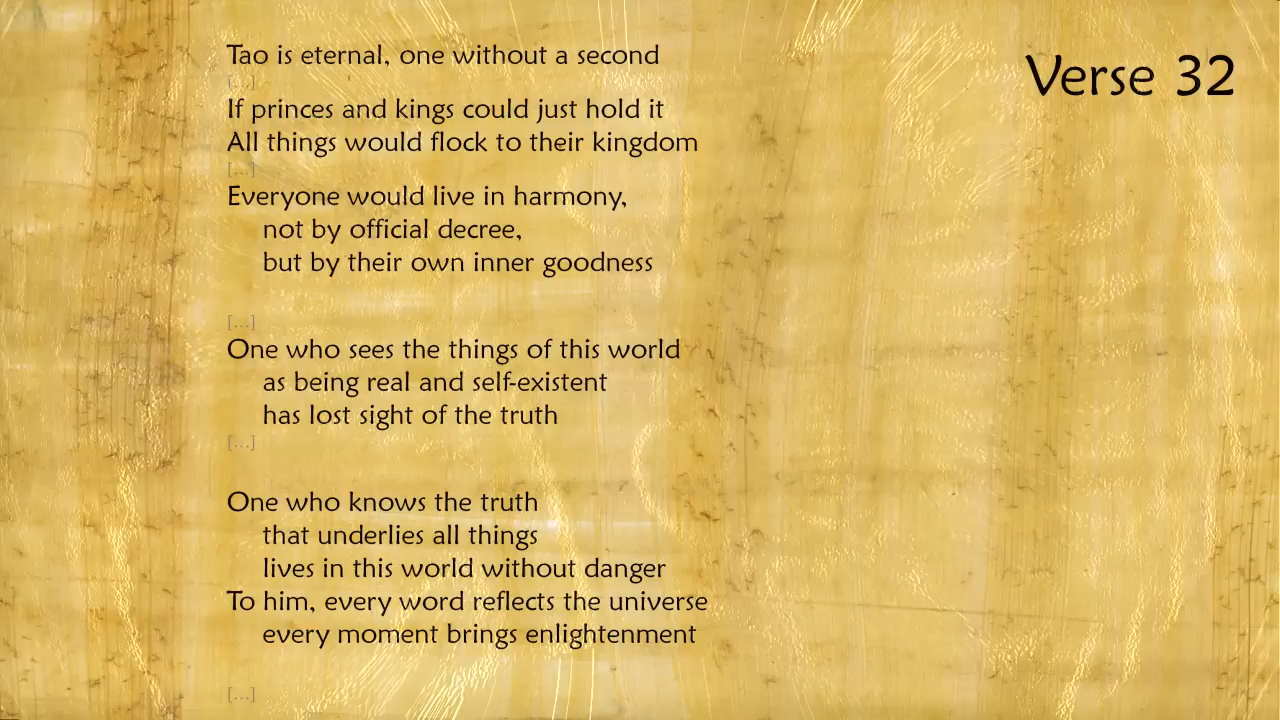 Tao is eternal, one without a second
[...]
If princes and kings could just hold it
All things would flock to their kingdom
[...]
Everyone would live in harmony,
not by official decree,
but by their own inner goodness
[...]
One who sees the things of this world
as being real and self-existent
has lost sight of the truth
[...]
One who knows the truth
that underlies all things
lives in this world without danger
To him, every word reflects the universe
every moment brings enlightenment
[...]
Verse 32